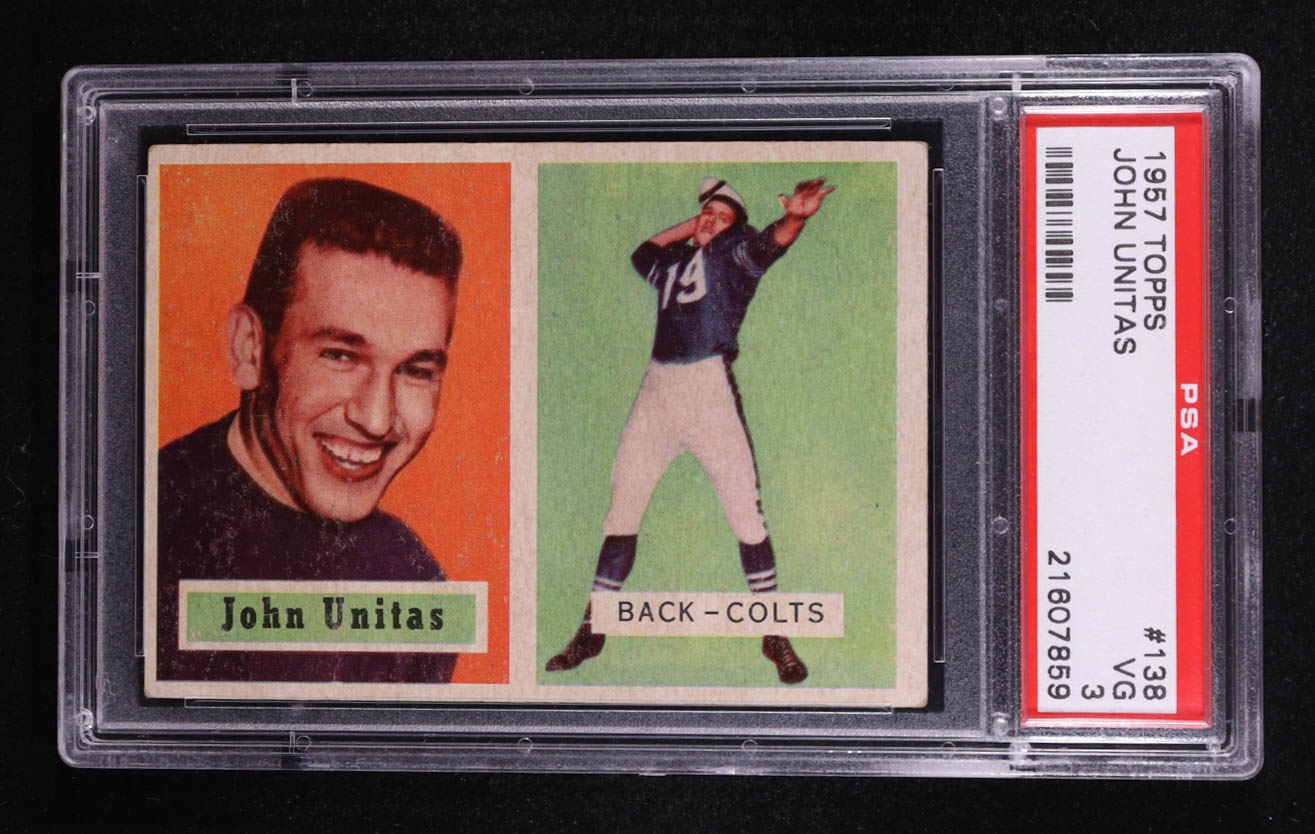 John Unitas
19
BACK – COLTS
PSA
1957 TOPPS #138
JOHN UNITAS VG
3
21607859